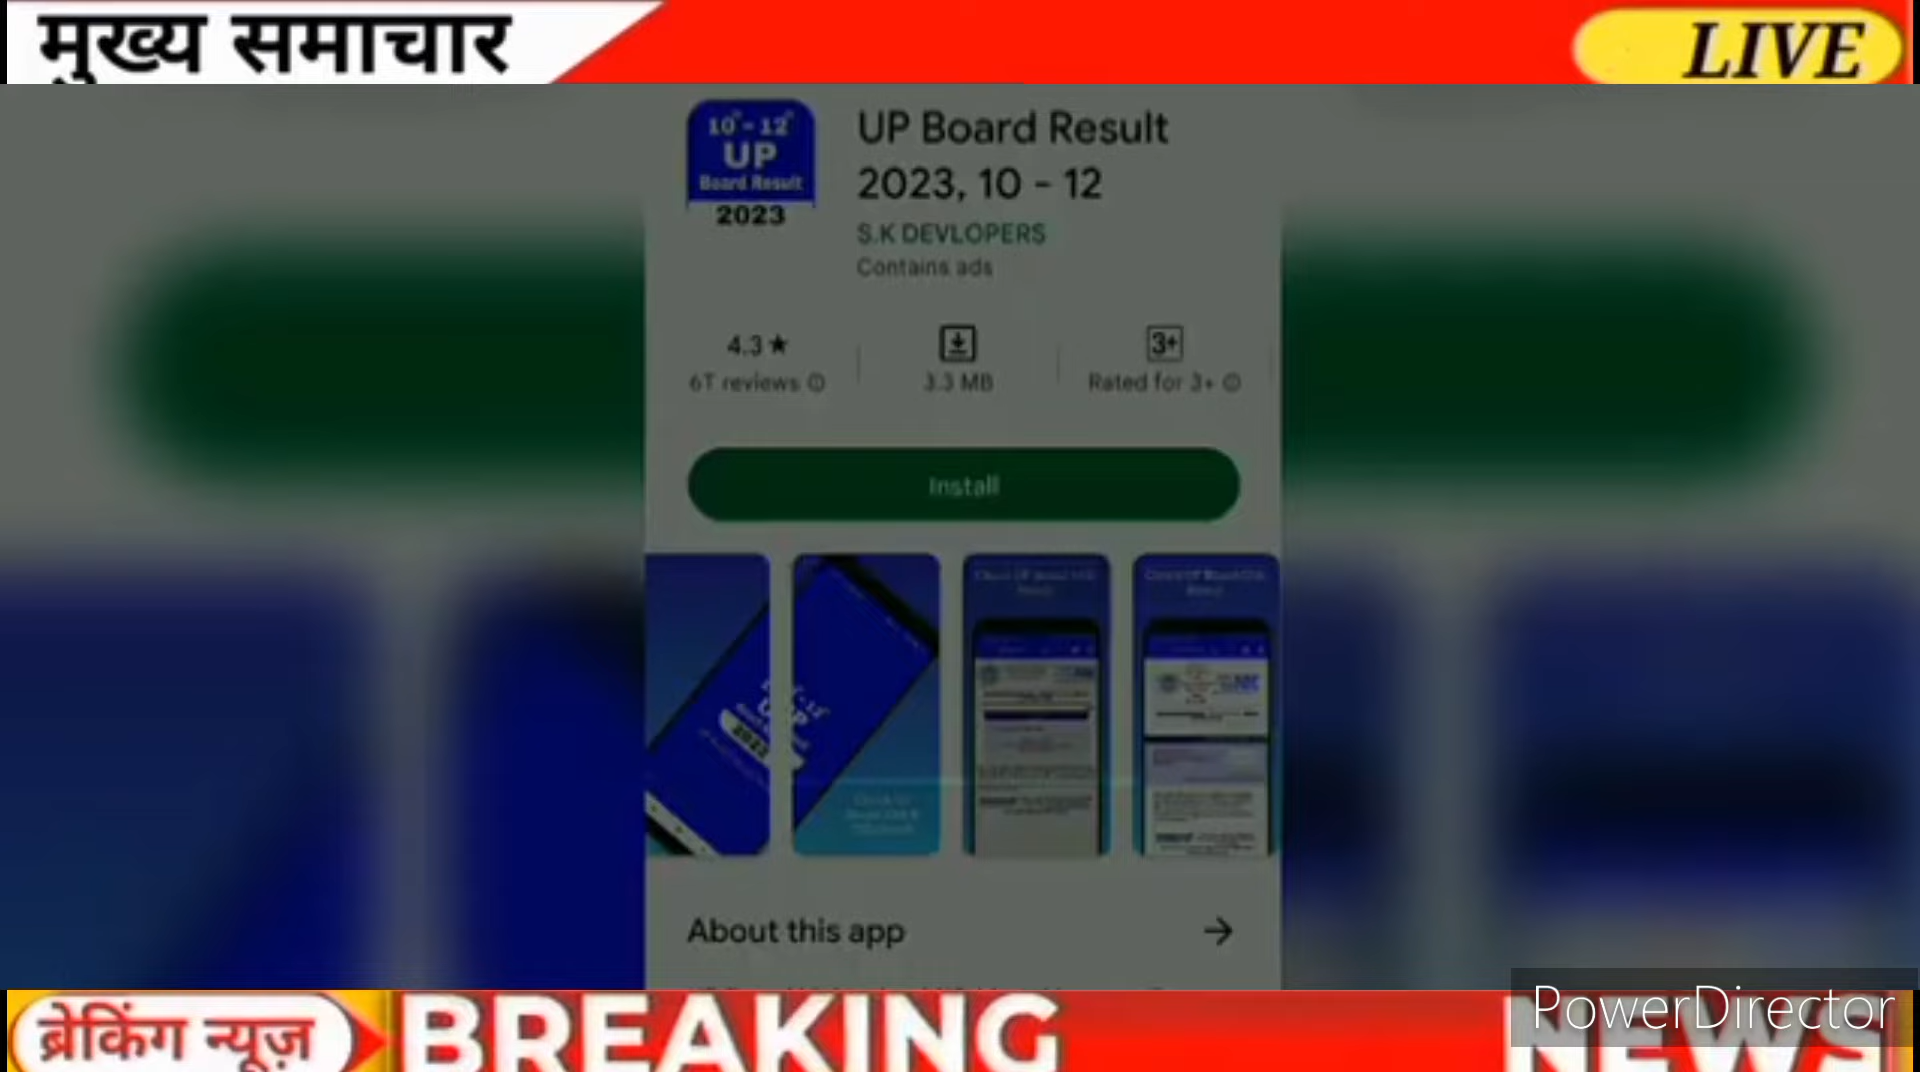 मुख्य समाचार
LIVE
10 - 12
UP
Board Result
2023
UP Board Result
2023, 10 - 12
S.K DEVLOPERS
Contains ads
4.3★
6T reviews
3.3 MB
3+
Rated for 3+
Install
About this app
PowerDirector
ब्रेकिंग न्यूज़
BREAKING
NEWS